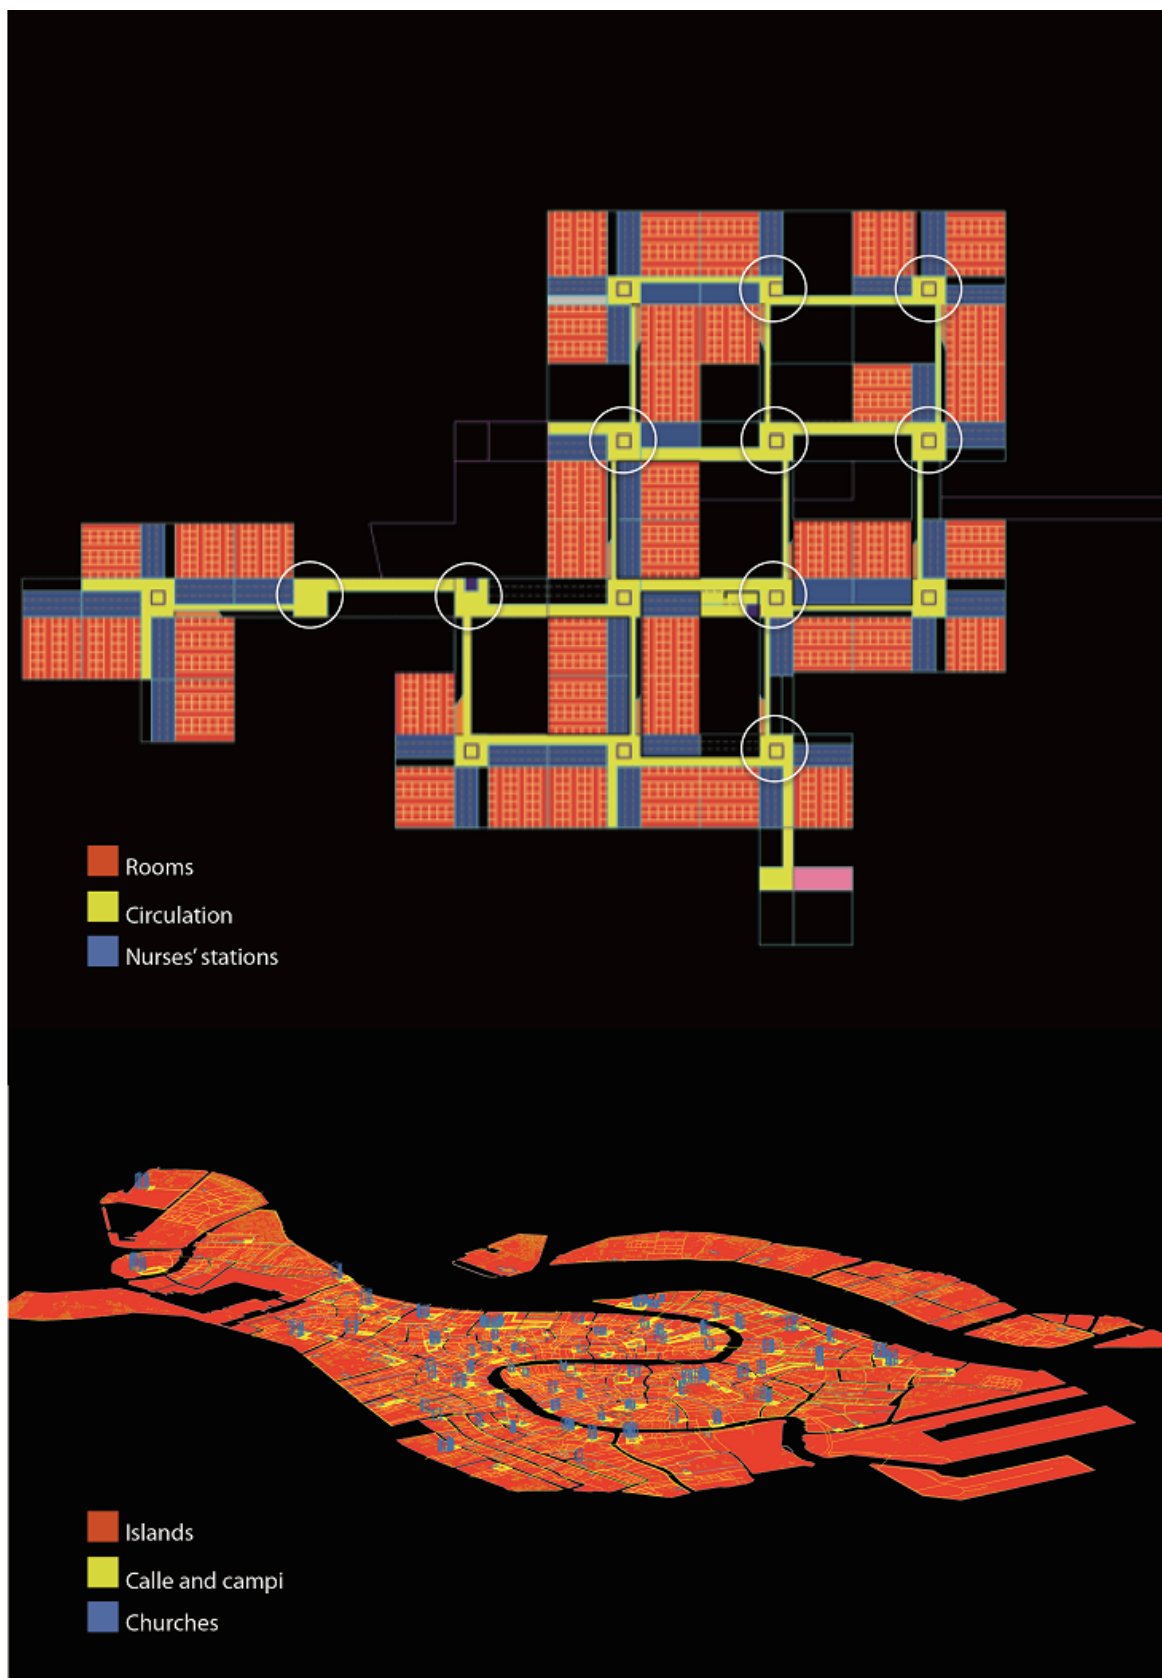 Rooms
Circulation
Nurses’ stations
Islands
Calle and campi
Churches